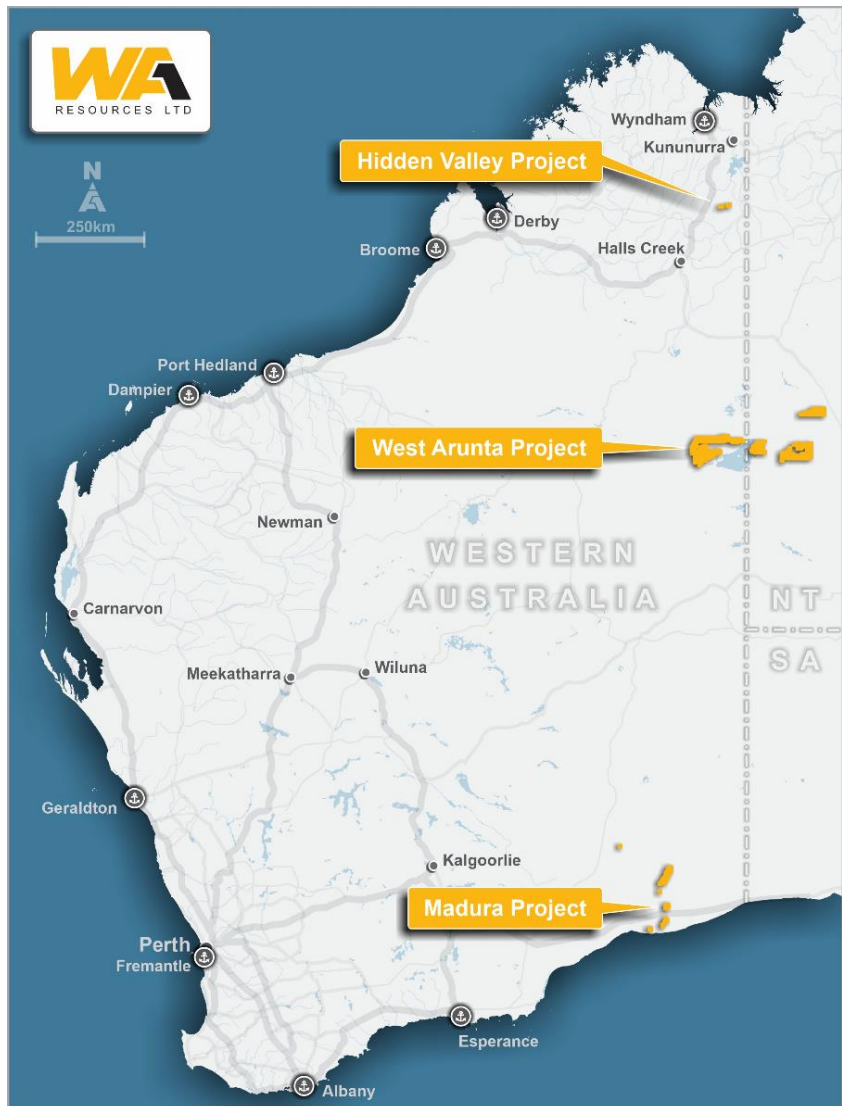 WA1
RESOURCES LTD
N
250km
Wyndham
Kununurra
Hidden Valley Project
Derby
Broome
Halls Creek
Port Hedland
Dampier
West Arunta Project
Newman
WESTERN
AUSTRALIA
NT
SA
Carnarvon
Meekatharra
Wiluna
Geraldton
Kalgoorlie
Madura Project
Perth
Fremantle
Esperance
Albany